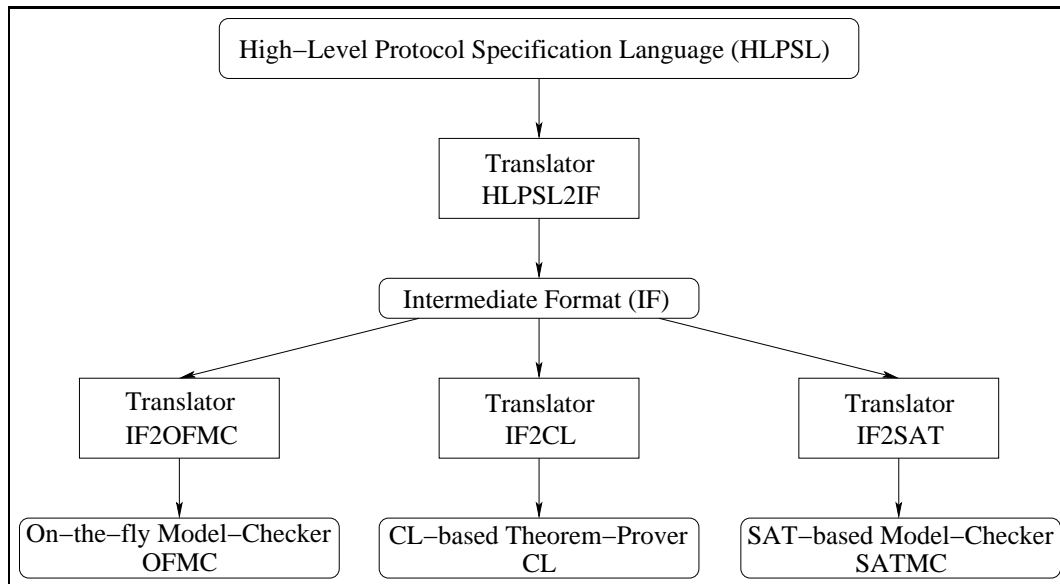 High−Level Protocol Specification Language (HLPSL)
Translator
HLPSL2IF
Intermediate Format (IF)
Translator
IF2OFMC
Translator
IF2CL
Translator
IF2SAT
On−the−fly Model−Checker
OFMC
CL−based Theorem−Prover
CL
SAT−based Model−Checker
SATMC